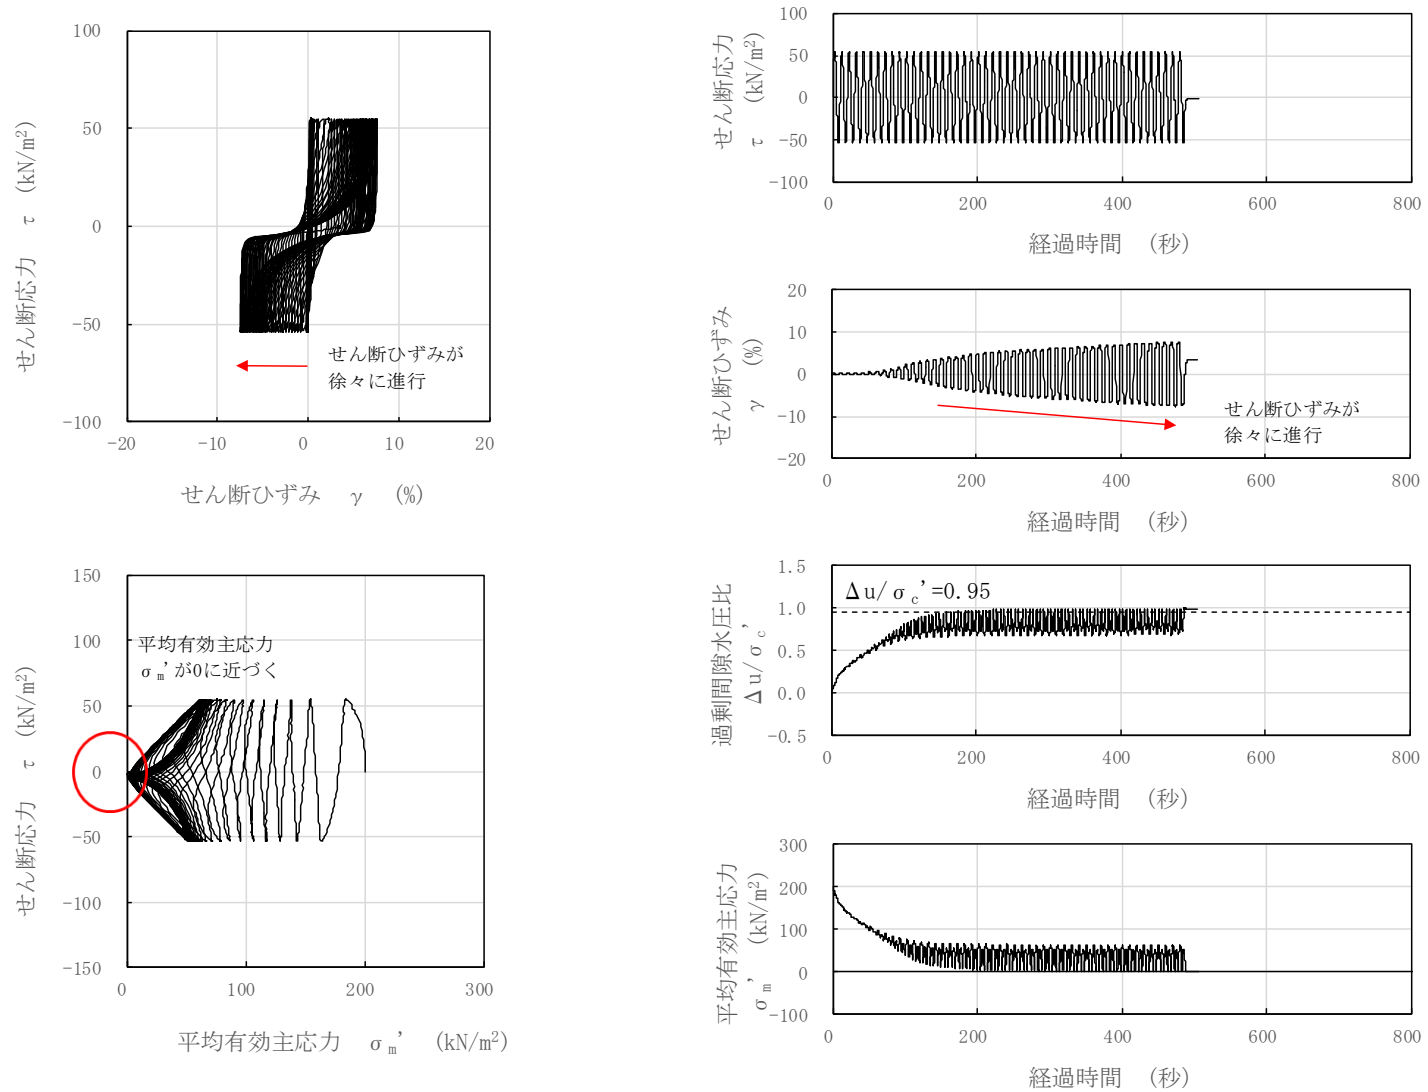 100
50
0
-50
-100
せん断応力 τ (kN/m²)
せん断ひずみが
徐々に進行
-20 -10 0 10 20
せん断ひずみ γ (%)
150
100
50
0
-50
-100
-150
せん断応力 τ (kN/m²)
平均有効主応力
σm'が0に近づく
0 100 200 300
平均有効主応力 σm' (kN/m²)
100
50
0
-50
-100
せん断応力
τ (kN/m²)
0 200 400 600 800
経過時間 (秒)
20
10
0
-10
-20
せん断ひずみ
γ (%)
せん断ひずみが
徐々に進行
0 200 400 600 800
経過時間 (秒)
1.5
1.0
0.5
0.0
-0.5
過剰間隙水圧比
Δu/σc'
Δu/σc'=0.95
0 200 400 600 800
経過時間 (秒)
300
200
100
0
-100
平均有効主応力
σm' (kN/m²)
0 200 400 600 800
経過時間 (秒)